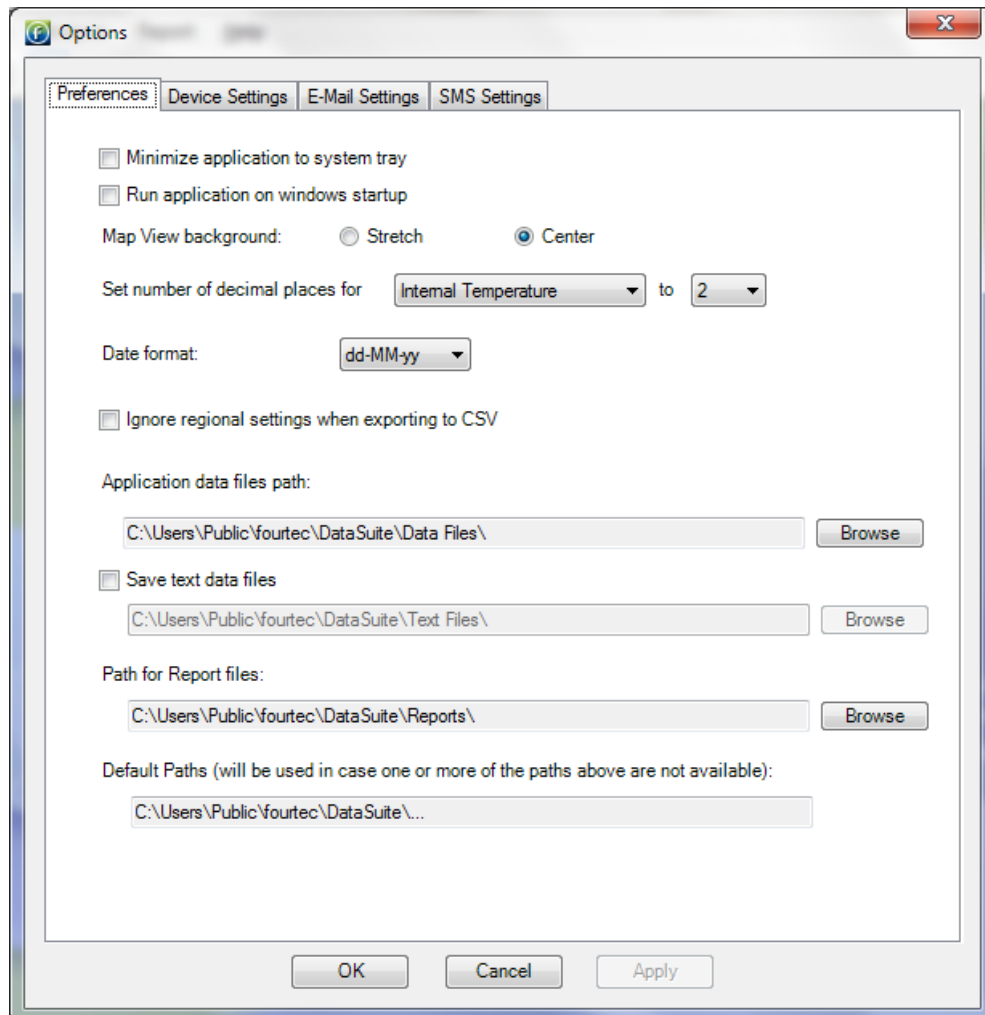 Options
Preferences Device Settings E-Mail Settings SMS Settings
Minimize application to system tray
Run application on windows startup
Map View background: Stretch Center
Set number of decimal places for Internal Temperature to 2
Date format: dd-MM-yy
Ignore regional settings when exporting to CSV
Application data files path:
C:\Users\Public\fourtec\DataSuite\Data Files\ Browse
Save text data files
C:\Users\Public\fourtec\DataSuite\Text Files\ Browse
Path for Report files:
C:\Users\Public\fourtec\DataSuite\Reports\ Browse
Default Paths (will be used in case one or more of the paths above are not available):
C:\Users\Public\fourtec\DataSuite\...
OK Cancel Apply